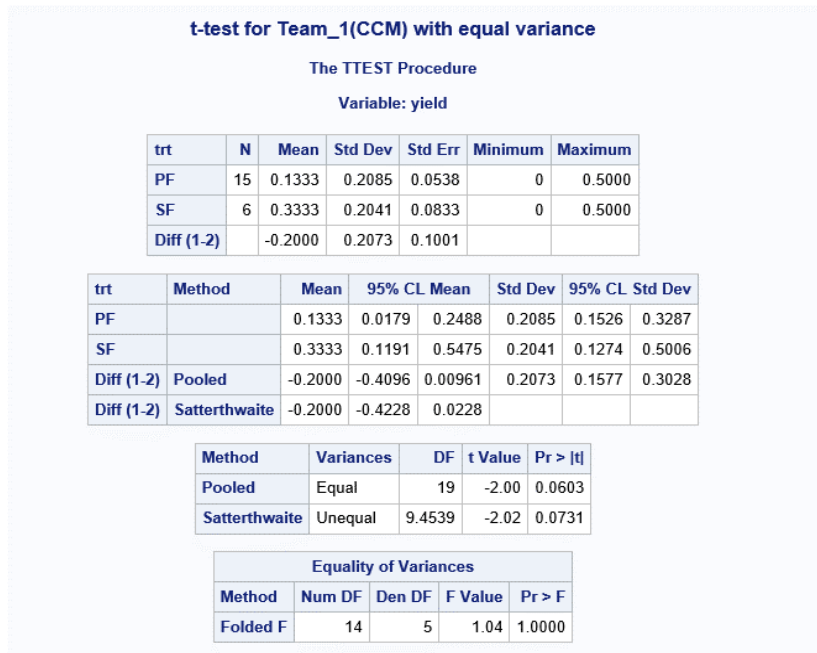 t-test for Team_1(CCM) with equal variance
The TTEST Procedure
Variable: yield
trt N Mean Std Dev Std Err Minimum Maximum
PF 15 0.1333 0.2085 0.0538 0 0.5000
SF 6 0.3333 0.2041 0.0833 0 0.5000
Diff (1-2) -0.2000 0.2073 0.1001
trt Method Mean 95% CL Mean Std Dev 95% CL Std Dev
PF 0.1333 0.0179 0.2488 0.2085 0.1526 0.3287
SF 0.3333 0.1191 0.5475 0.2041 0.1274 0.5006
Diff (1-2) Pooled -0.2000 -0.4096 0.00961 0.2073 0.1577 0.3028
Diff (1-2) Satterthwaite -0.2000 -0.4228 0.0228
Method Variances DF t Value Pr > |t|
Pooled Equal 19 -2.00 0.0603
Satterthwaite Unequal 9.4539 -2.02 0.0731
Equality of Variances
Method Num DF Den DF F Value Pr > F
Folded F 14 5 1.04 1.0000